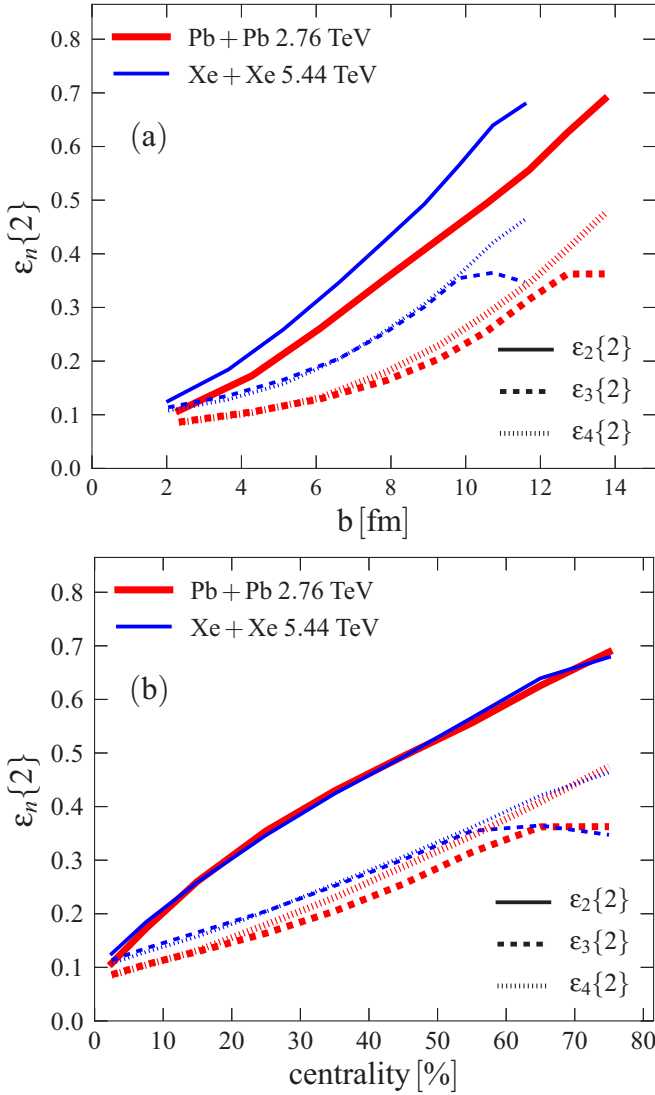 0.8
0.7
0.6
0.5
0.4
0.3
0.2
0.1
0.0
εn{2}
Pb + Pb 2.76 TeV
Xe + Xe 5.44 TeV
(a)
ε2{2}
ε3{2}
ε4{2}
0 2 4 6 8 10 12 14
b [fm]
0.8
0.7
0.6
0.5
0.4
0.3
0.2
0.1
0.0
εn{2}
Pb + Pb 2.76 TeV
Xe + Xe 5.44 TeV
(b)
ε2{2}
ε3{2}
ε4{2}
0 10 20 30 40 50 60 70 80
centrality [%]